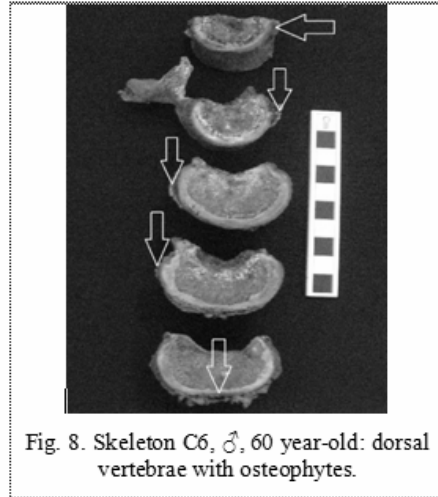 Fig. 8. Skeleton C6, ♂, 60 year-old: dorsal
vertebrae with osteophytes.